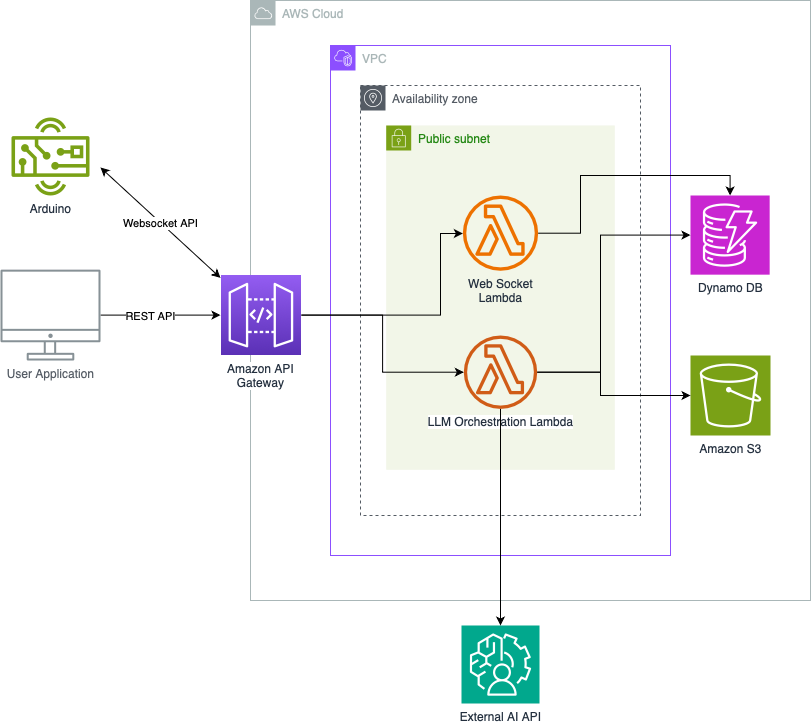 AWS Cloud
VPC
Availability zone
Public subnet
Arduino
Websocket API
Web Socket
Lambda
Dynamo DB
REST API
User Application
Amazon API
Gateway
LLM Orchestration Lambda
Amazon S3
External AI API